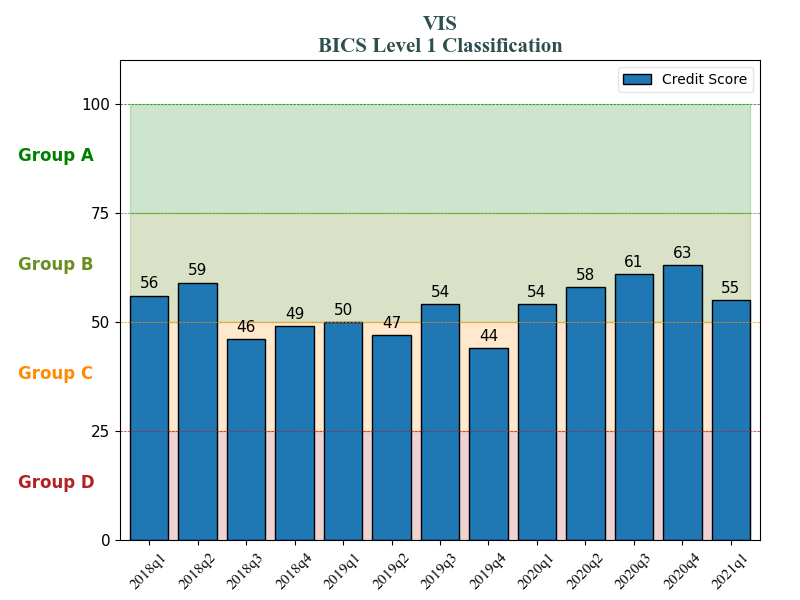 VIS
BICS Level 1 Classification
Credit Score
100
Group A
75
Group B
63
61
59
58
56
55
54
54
50
50
49
47
46
44
Group C
25
Group D
0
2018q1
2018q2
2018q3
2018q4
2019q1
2019q2
2019q3
2019q4
2020q1
2020q2
2020q3
2020q4
2021q1